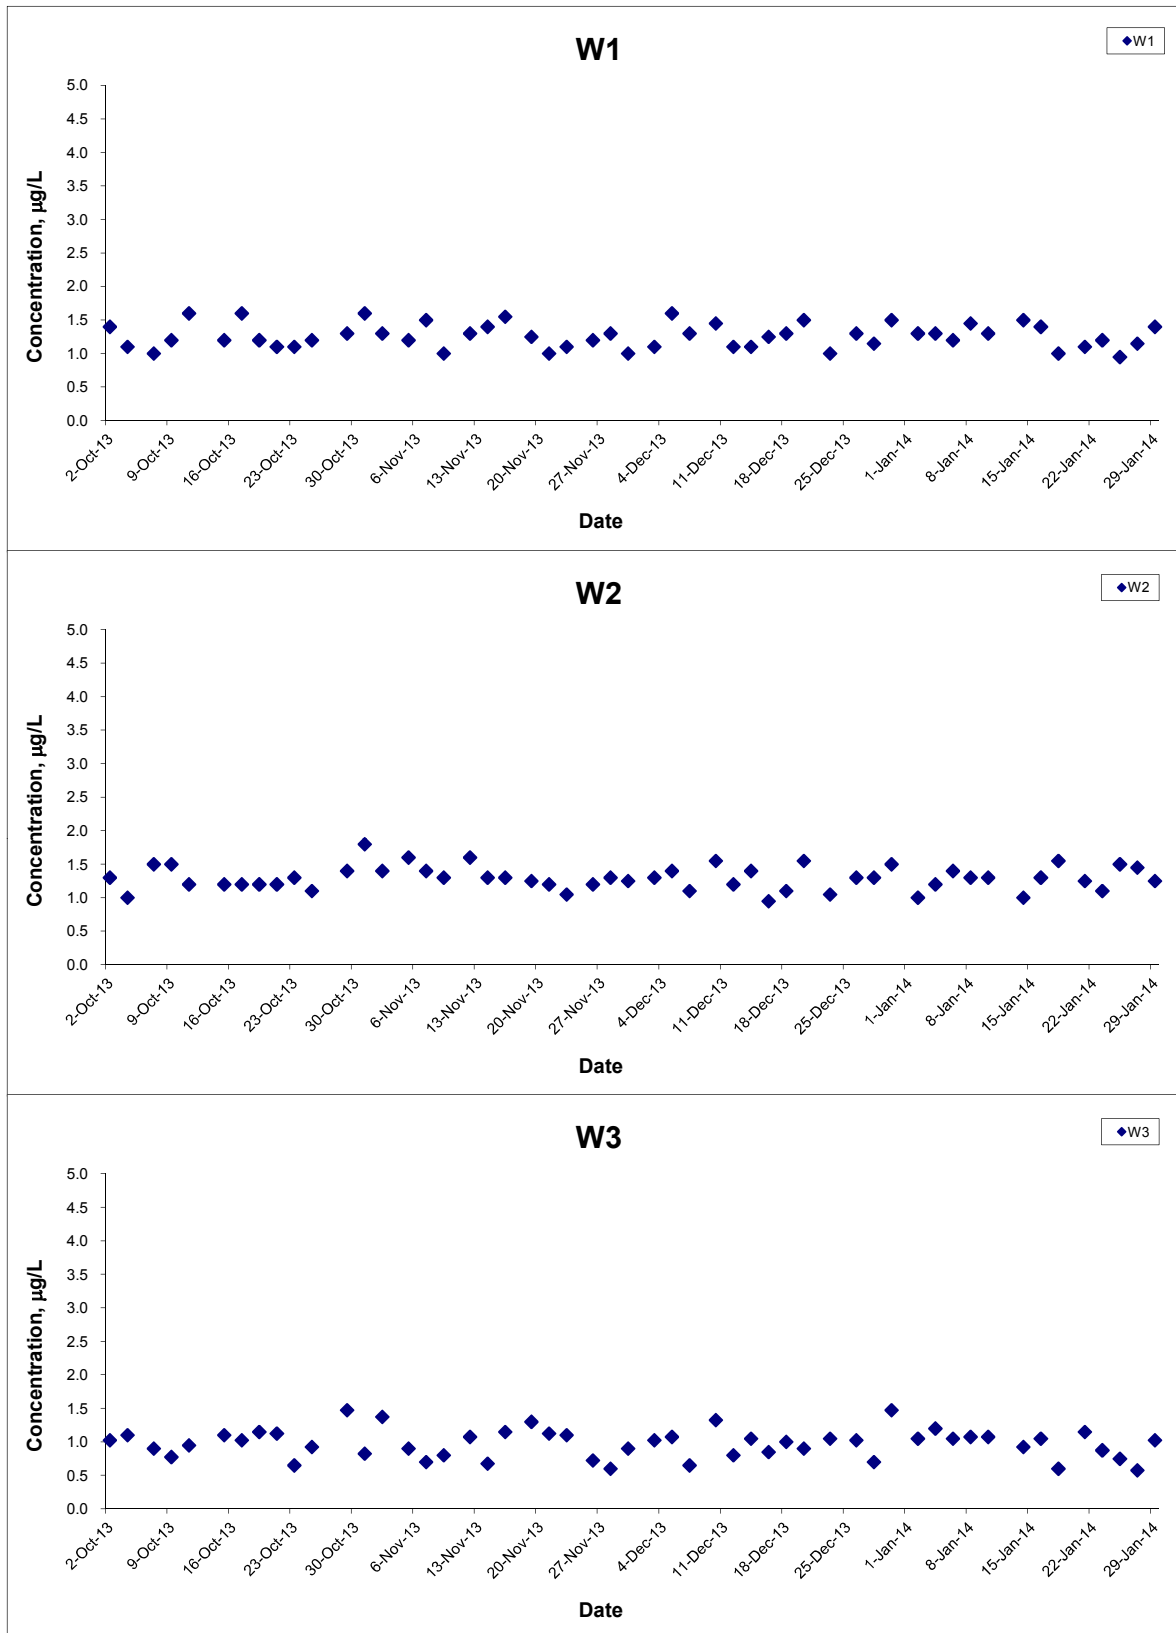 W1
W1
5.0
4.5
4.0
3.5
3.0
2.5
2.0
1.5
1.0
0.5
0.0
Concentration, µg/L
2-Oct-13
9-Oct-13
16-Oct-13
23-Oct-13
30-Oct-13
6-Nov-13
13-Nov-13
20-Nov-13
27-Nov-13
4-Dec-13
11-Dec-13
18-Dec-13
25-Dec-13
1-Jan-14
8-Jan-14
15-Jan-14
22-Jan-14
29-Jan-14
Date
W2
W2
5.0
4.5
4.0
3.5
3.0
2.5
2.0
1.5
1.0
0.5
0.0
Concentration, µg/L
2-Oct-13
9-Oct-13
16-Oct-13
23-Oct-13
30-Oct-13
6-Nov-13
13-Nov-13
20-Nov-13
27-Nov-13
4-Dec-13
11-Dec-13
18-Dec-13
25-Dec-13
1-Jan-14
8-Jan-14
15-Jan-14
22-Jan-14
29-Jan-14
Date
W3
W3
5.0
4.5
4.0
3.5
3.0
2.5
2.0
1.5
1.0
0.5
0.0
Concentration, µg/L
2-Oct-13
9-Oct-13
16-Oct-13
23-Oct-13
30-Oct-13
6-Nov-13
13-Nov-13
20-Nov-13
27-Nov-13
4-Dec-13
11-Dec-13
18-Dec-13
25-Dec-13
1-Jan-14
8-Jan-14
15-Jan-14
22-Jan-14
29-Jan-14
Date